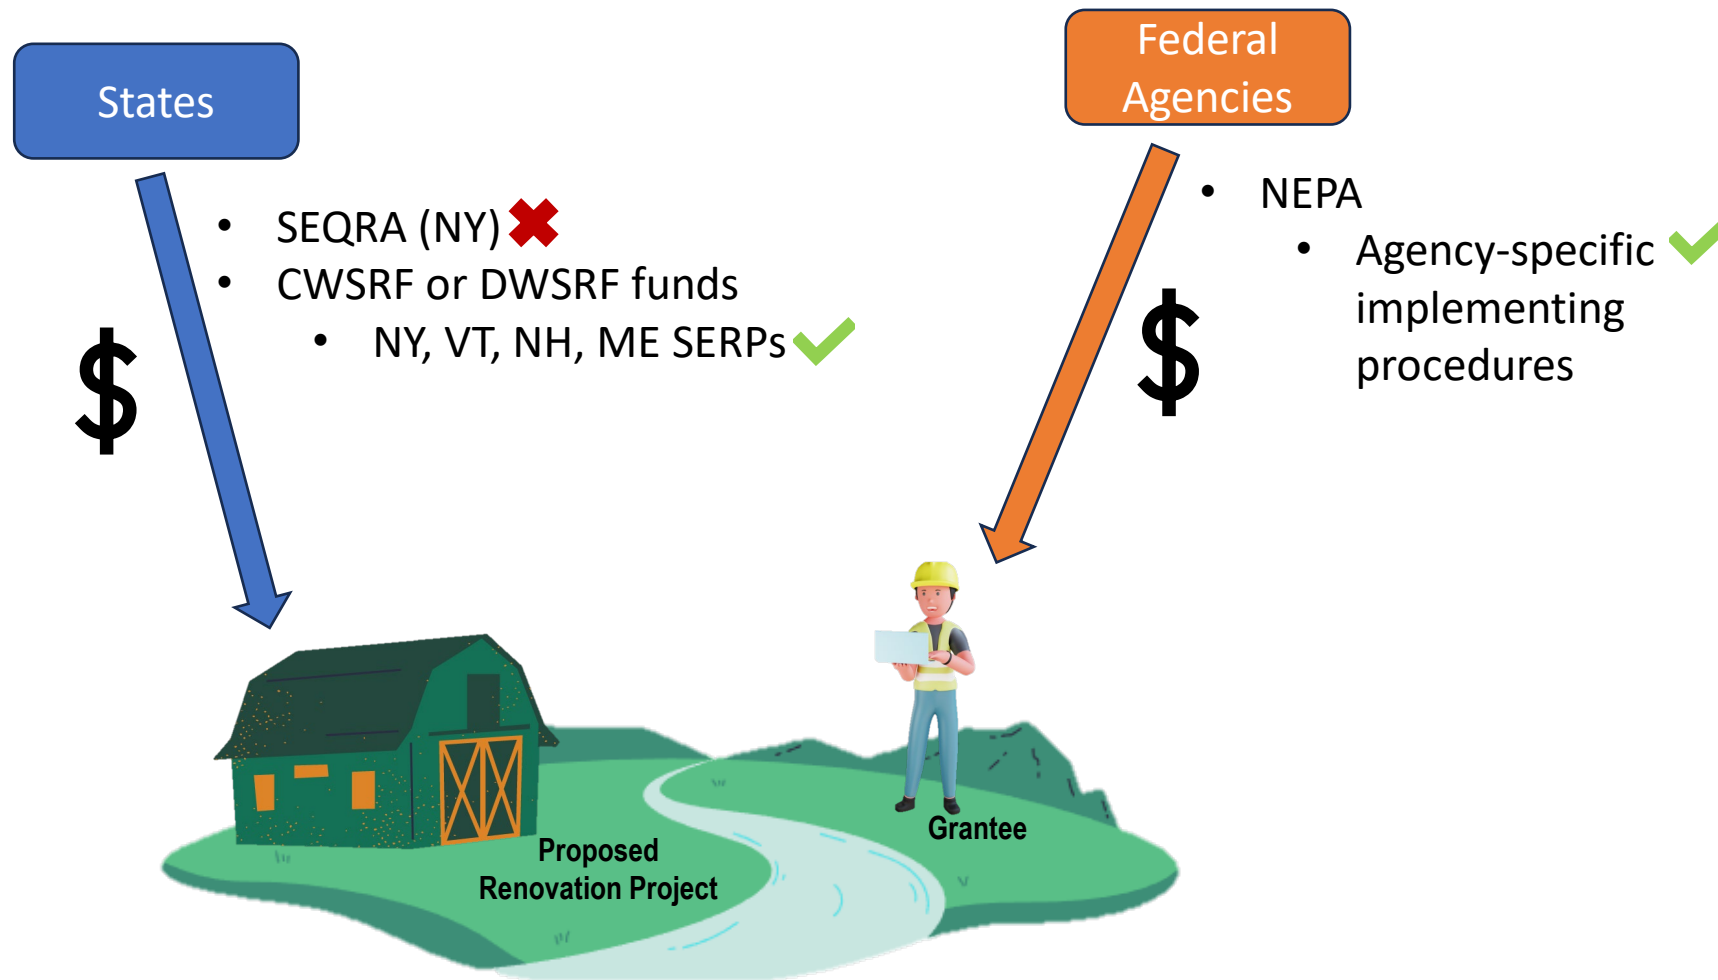 States
Federal
Agencies
• SEQRA (NY)
• CWSRF or DWSRF funds
• NY, VT, NH, ME SERPs
$
• NEPA
• Agency-specific
implementing
procedures
$
Grantee
Proposed
Renovation Project